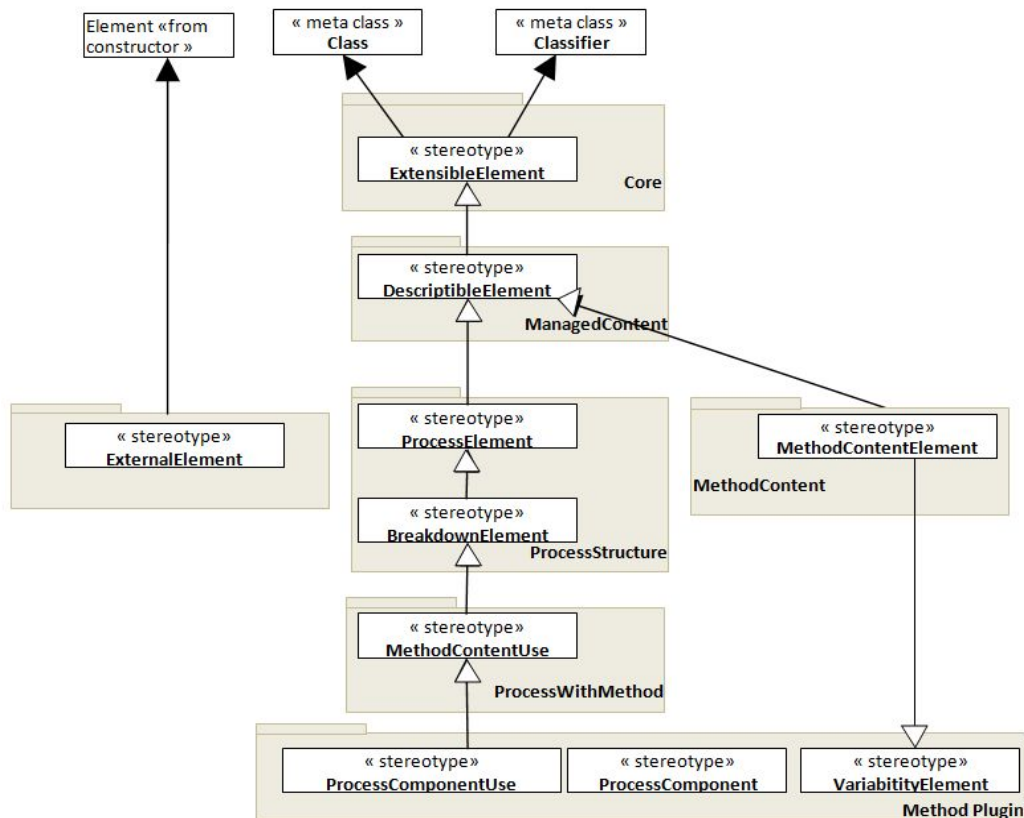 Element «from
constructor »
« meta class »
Class
« meta class »
Classifier
« stereotype»
ExtensibleElement
Core
« stereotype»
DescriptibleElement
ManagedContent
« stereotype»
ExternalElement
« stereotype»
ProcessElement
« stereotype»
BreakdownElement
ProcessStructure
« stereotype»
MethodContentElement
MethodContent
« stereotype»
MethodContentUse
ProcessWithMethod
« stereotype»
ProcessComponentUse
« stereotype»
ProcessComponent
« stereotype»
VariabitityElement
Method Plugin